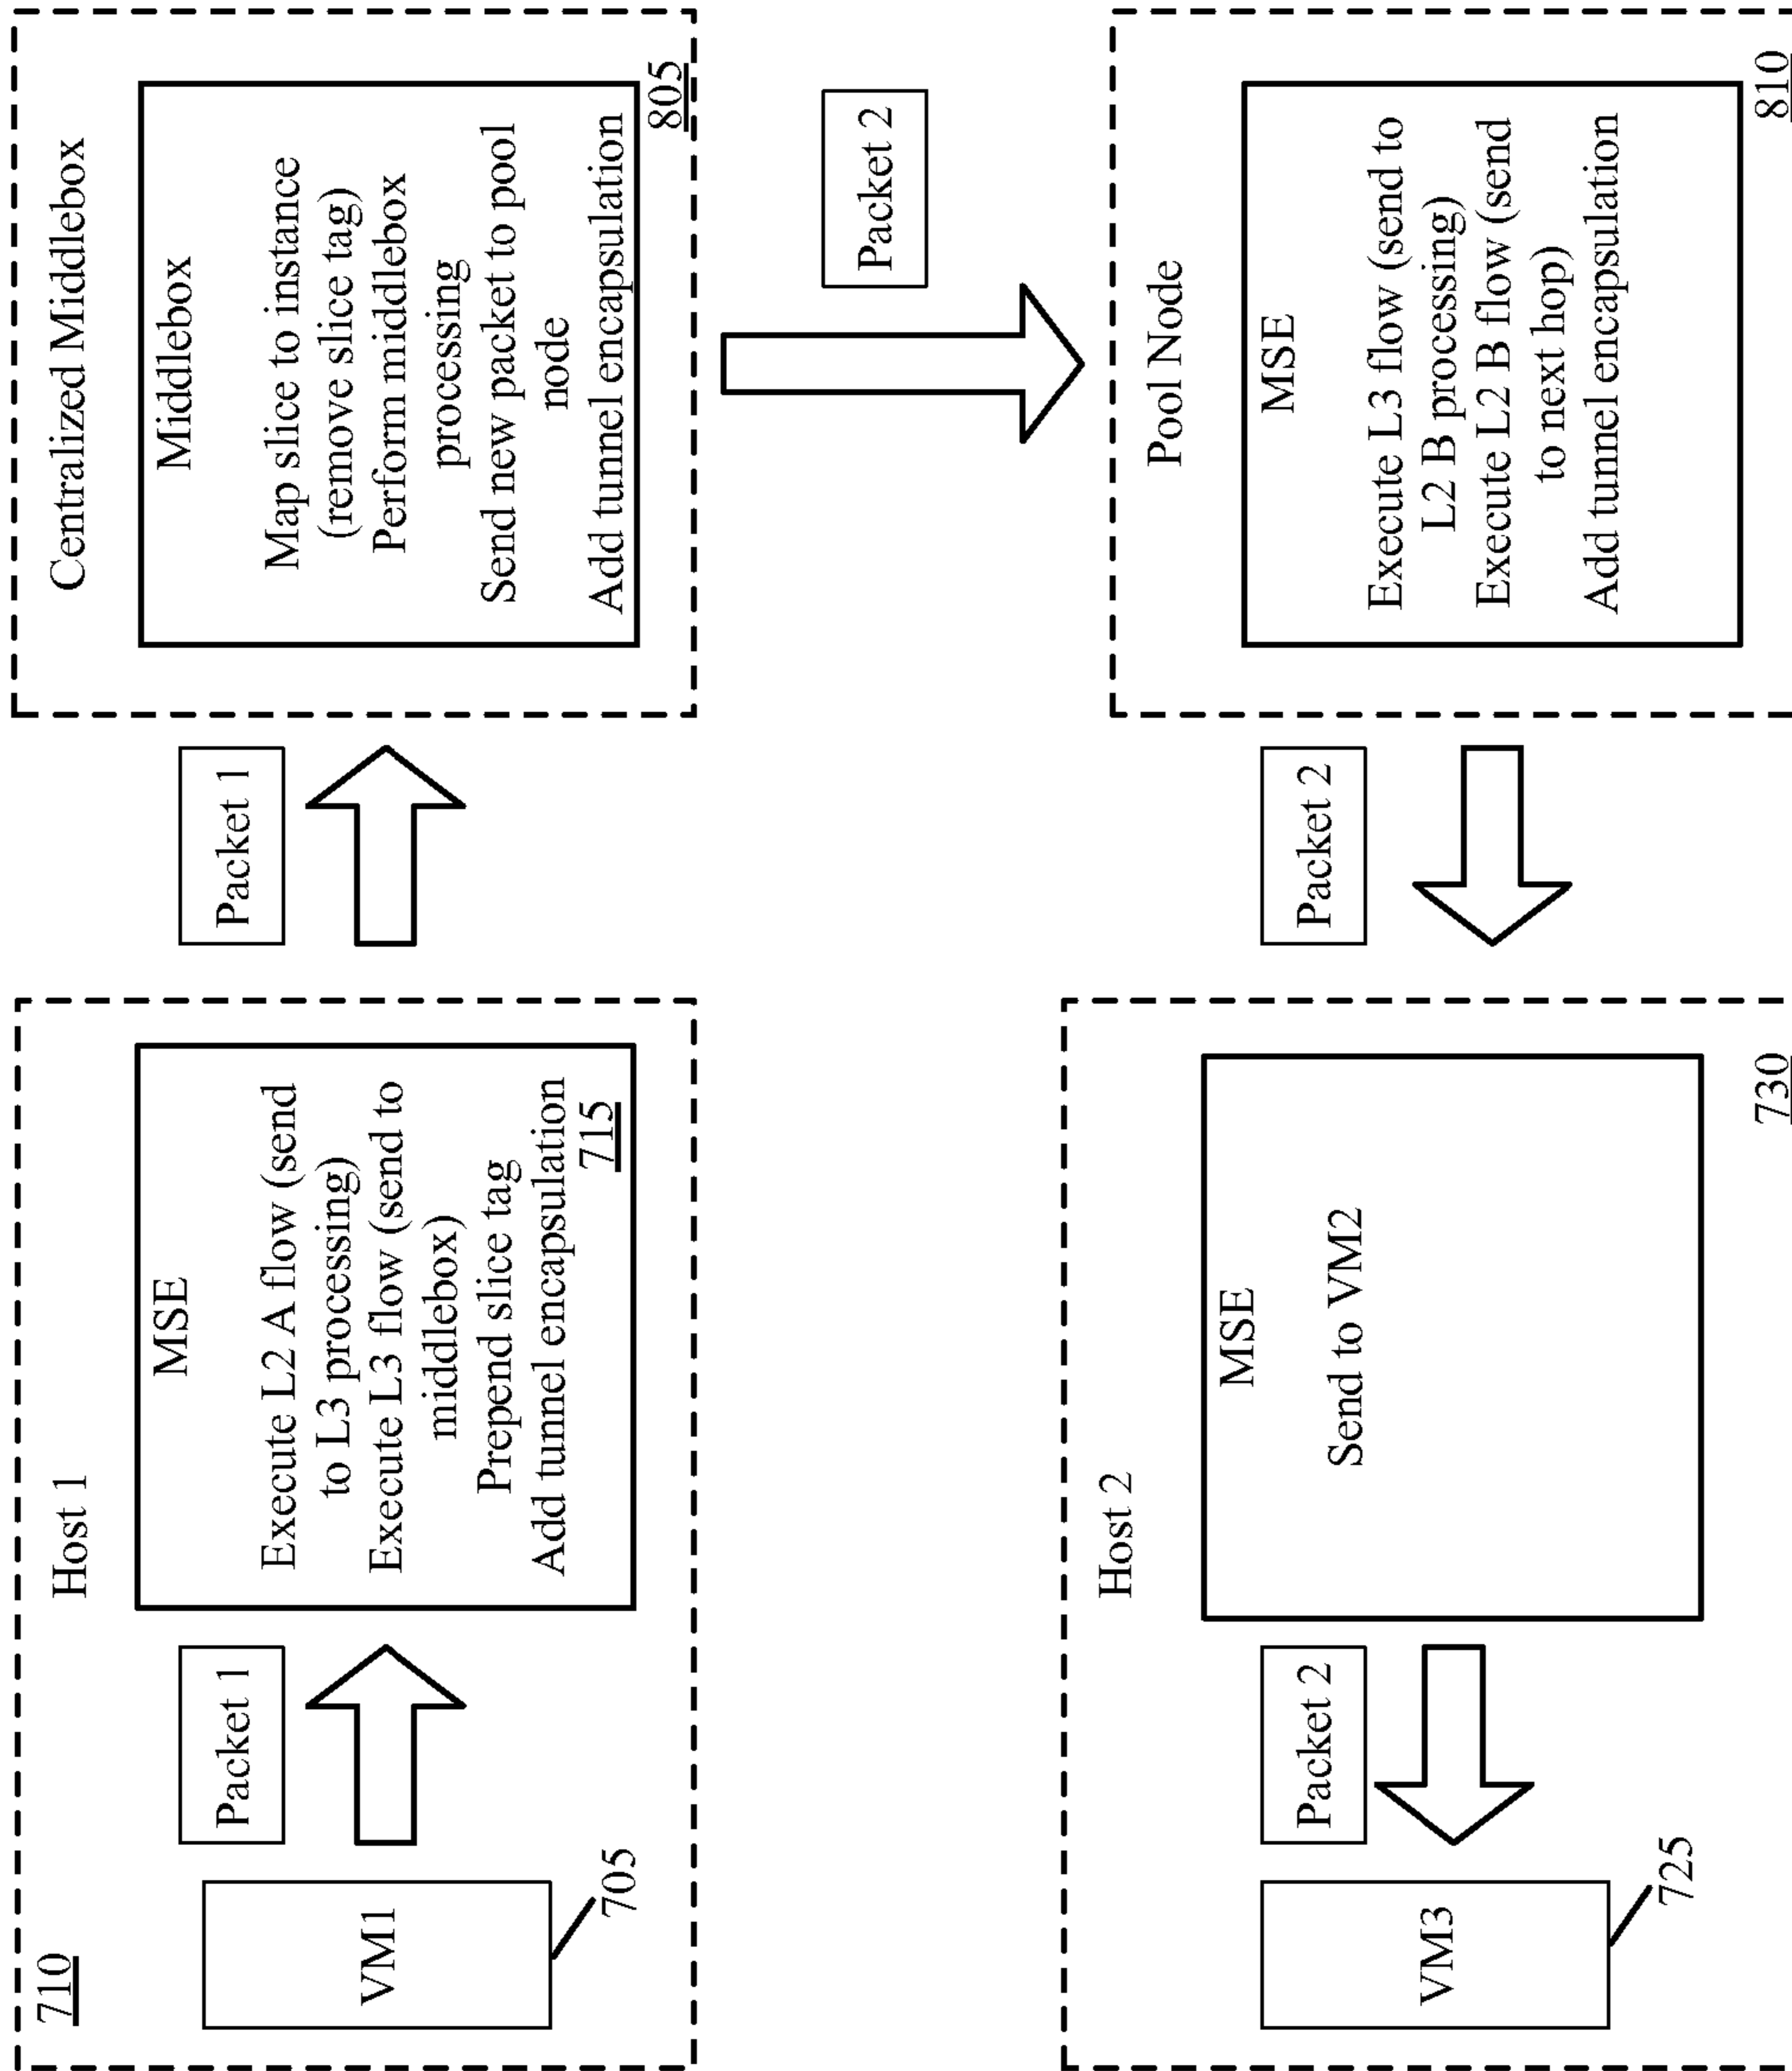 710
Host 1
VM1
705
Packet 1
MSE
Execute L2 A flow (send
to L3 processing)
Execute L3 flow (send to
middlebox)
Prepend slice tag
Add tunnel encapsulation
715
Packet 1
Centralized Middlebox
Middlebox
Map slice to instance
(remove slice tag)
Perform middlebox
processing
Send new packet to pool
node
Add tunnel encapsulation
805
Packet 2
Pool Node
MSE
Execute L3 flow (send to
L2 B processing)
Execute L2 B flow (send
to next hop)
Add tunnel encapsulation
810
Packet 2
Host 2
MSE
Send to VM2
730
Packet 2
VM3
725